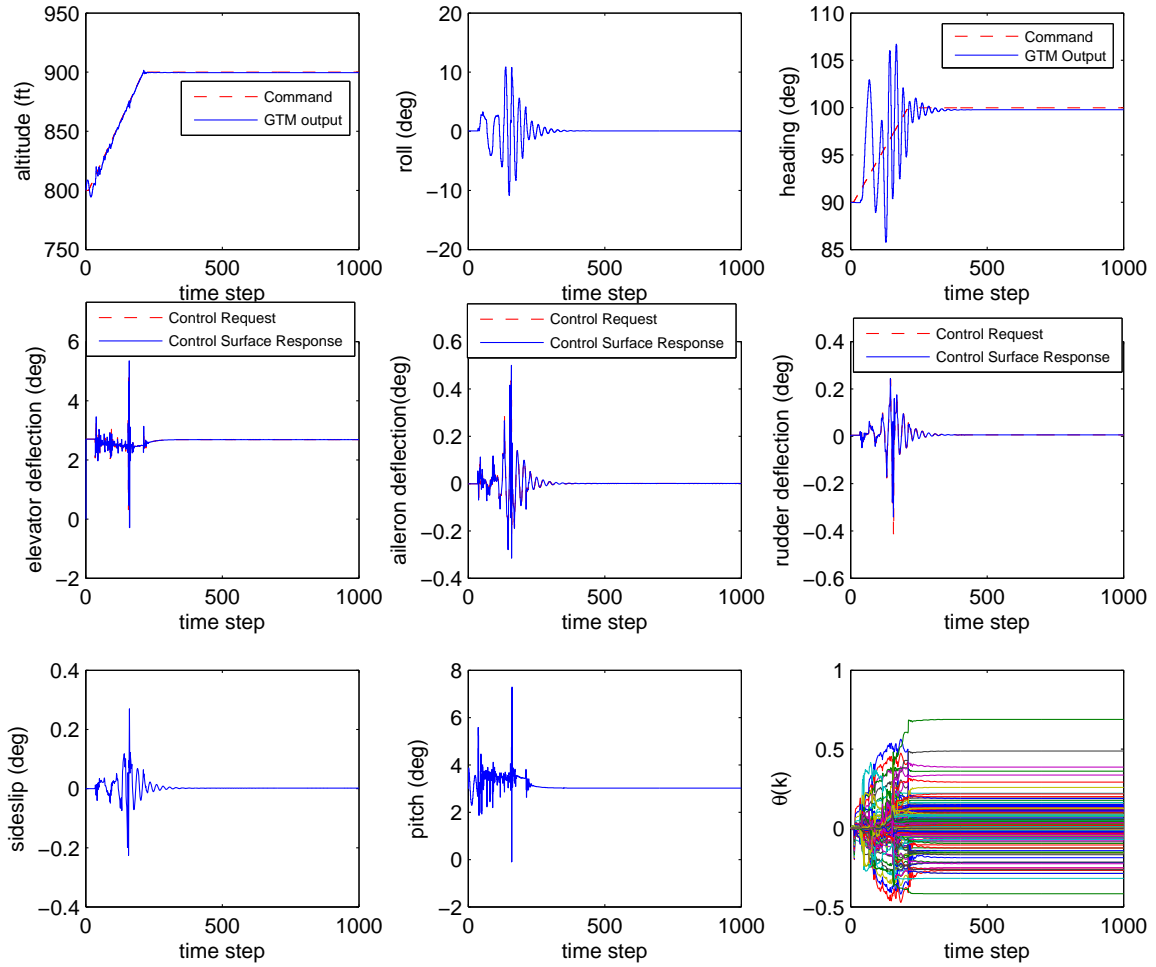 altitude (ft)
900
850
800
750
950
0
500
1000
time step
Command
GTM output
roll (deg)
20
10
0
−10
−20
0
500
1000
time step
heading (deg)
110
105
100
95
90
85
0
500
1000
time step
Command
GTM Output
elevator deflection (deg)
6
4
2
0
−2
0
500
1000
time step
Control Request
Control Surface Response
aileron deflection(deg)
0.6
0.4
0.2
0
−0.2
−0.4
0
500
1000
time step
Control Request
Control Surface Response
rudder deflection (deg)
0.4
0.2
0
−0.2
−0.4
−0.6
0
500
1000
time step
Control Request
Control Surface Response
sideslip (deg)
0.4
0.2
0
−0.2
−0.4
0
500
1000
time step
pitch (deg)
8
6
4
2
0
−2
0
500
1000
time step
θ(k)
1
0.5
0
−0.5
0
500
1000
time step